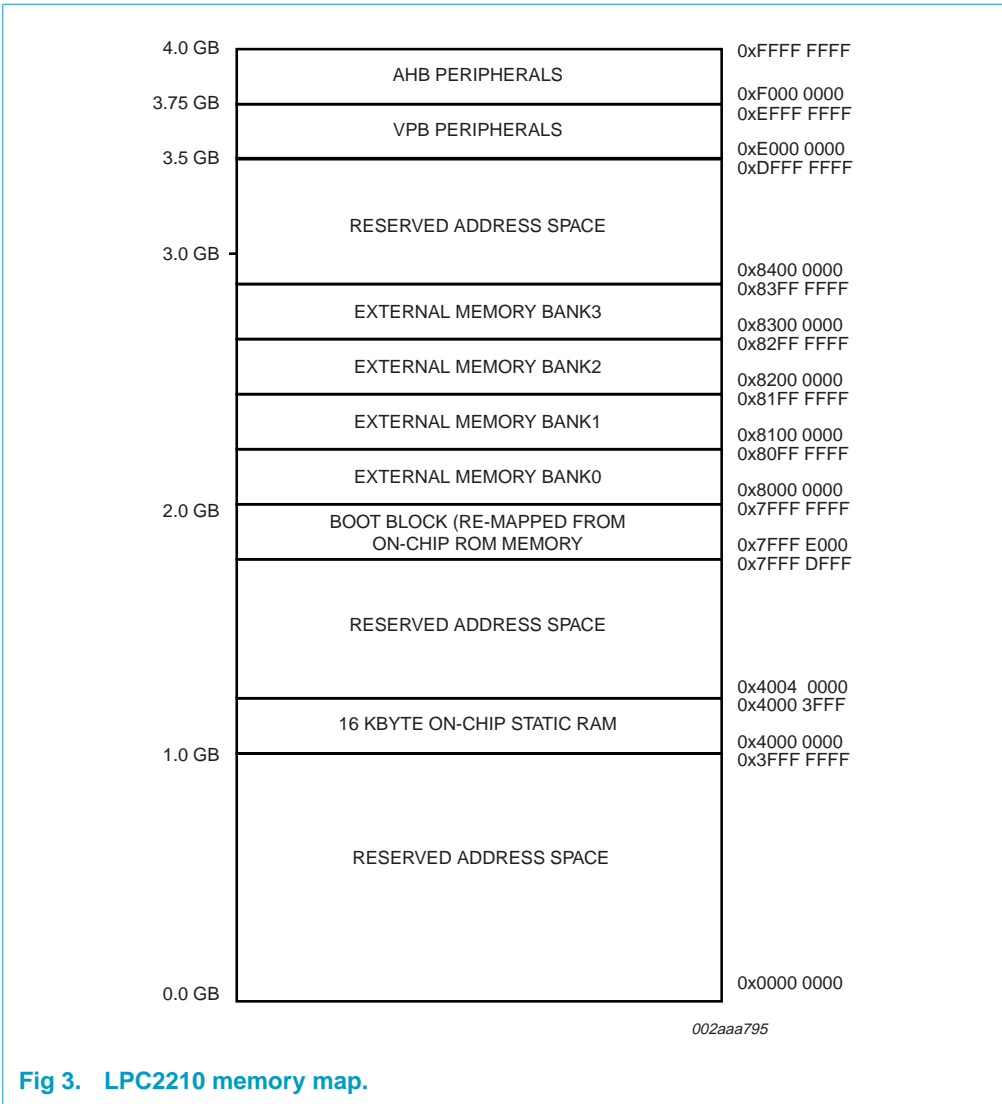 4.0 GB
AHB PERIPHERALS
0xFFFF FFFF
3.75 GB
0xF000 0000
0xEFFF FFFF
VPB PERIPHERALS
3.5 GB
0xE000 0000
0xDFFF FFFF
RESERVED ADDRESS SPACE
3.0 GB
0x8400 0000
0x83FF FFFF
EXTERNAL MEMORY BANK3
0x8300 0000
0x82FF FFFF
EXTERNAL MEMORY BANK2
0x8200 0000
0x81FF FFFF
EXTERNAL MEMORY BANK1
0x8100 0000
0x80FF FFFF
EXTERNAL MEMORY BANK0
0x8000 0000
2.0 GB
0x7FFF FFFF
BOOT BLOCK (RE-MAPPED FROM
ON-CHIP ROM MEMORY
0x7FFF E000
0x7FFF DFFF
RESERVED ADDRESS SPACE
0x4004 0000
0x4000 3FFF
16 KBYTE ON-CHIP STATIC RAM
0x4000 0000
1.0 GB
0x3FFF FFFF
RESERVED ADDRESS SPACE
0x0000 0000
0.0 GB
002aaa795
Fig 3. LPC2210 memory map.